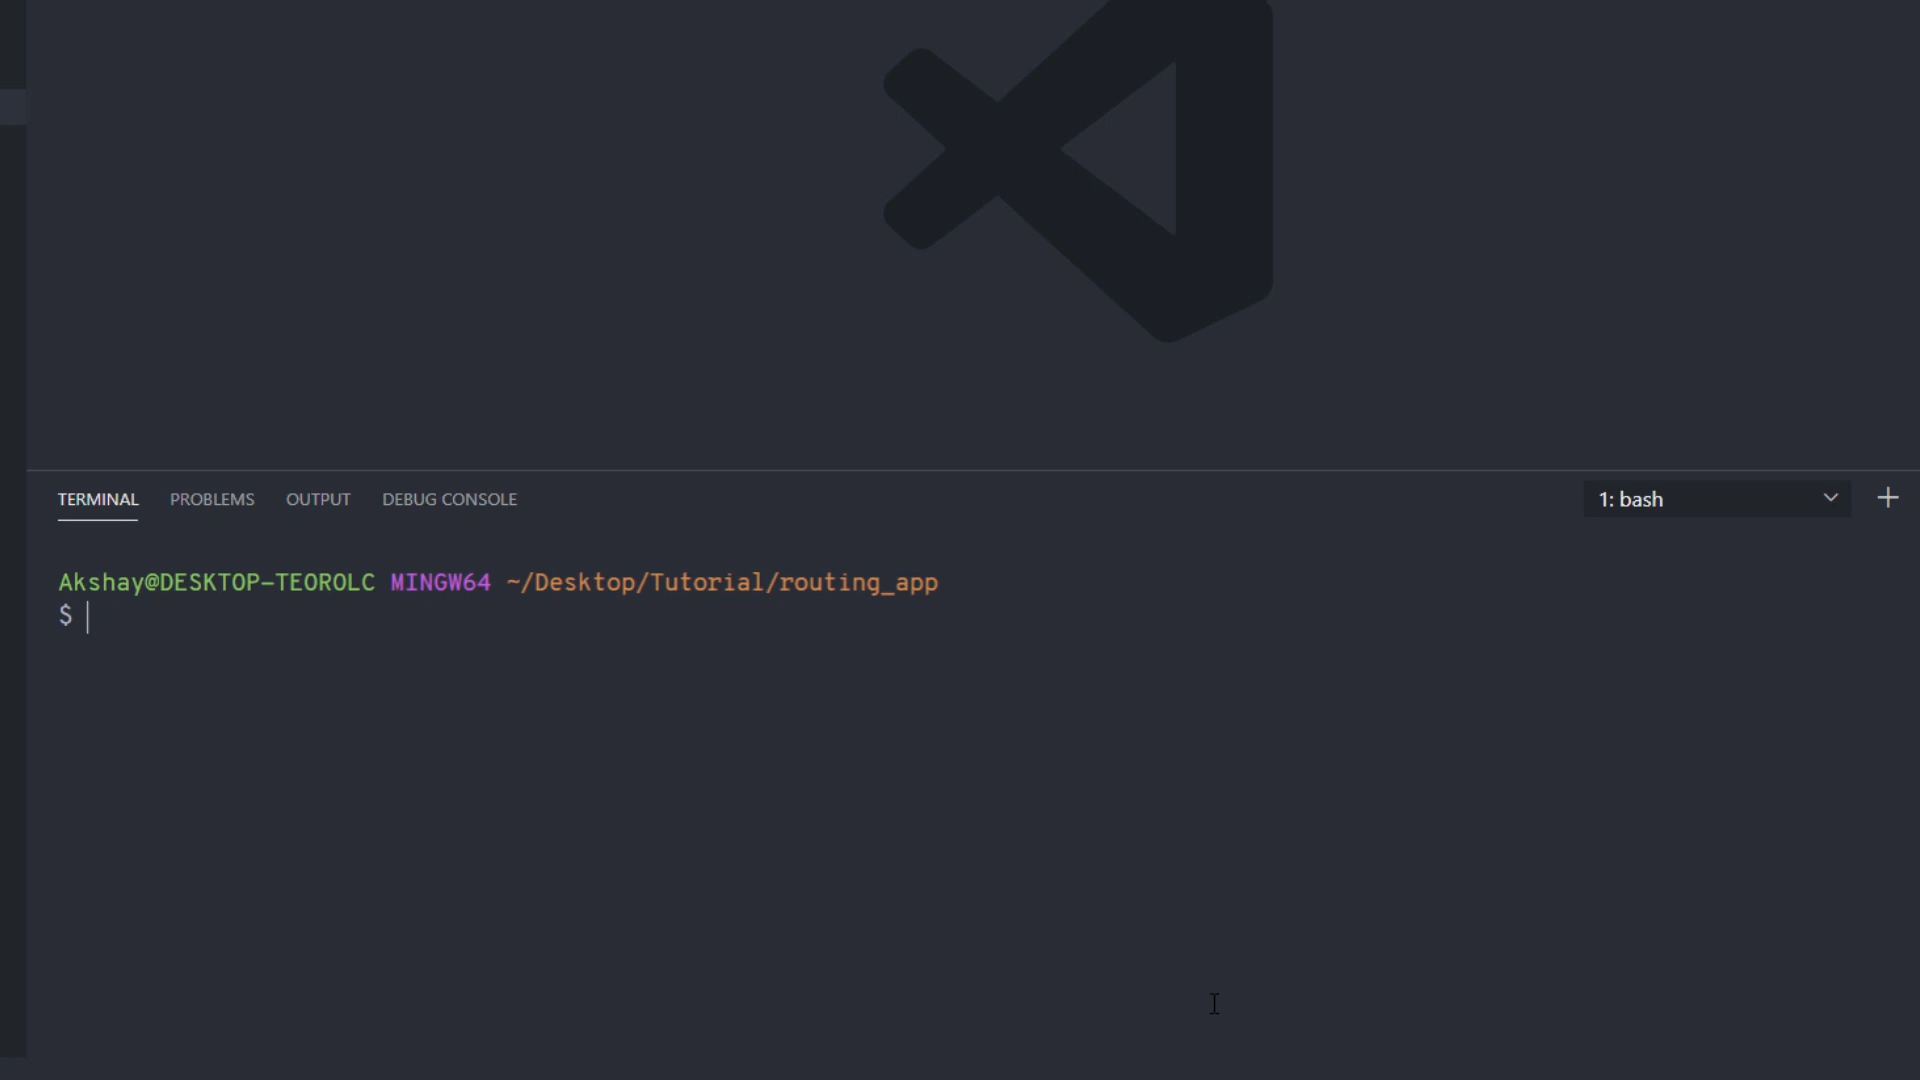 TERMINAL PROBLEMS OUTPUT DEBUG CONSOLE 1: bash
Akshay@DESKTOP-TEOROLC MINGW64 ~/Desktop/Tutorial/routing_app
$